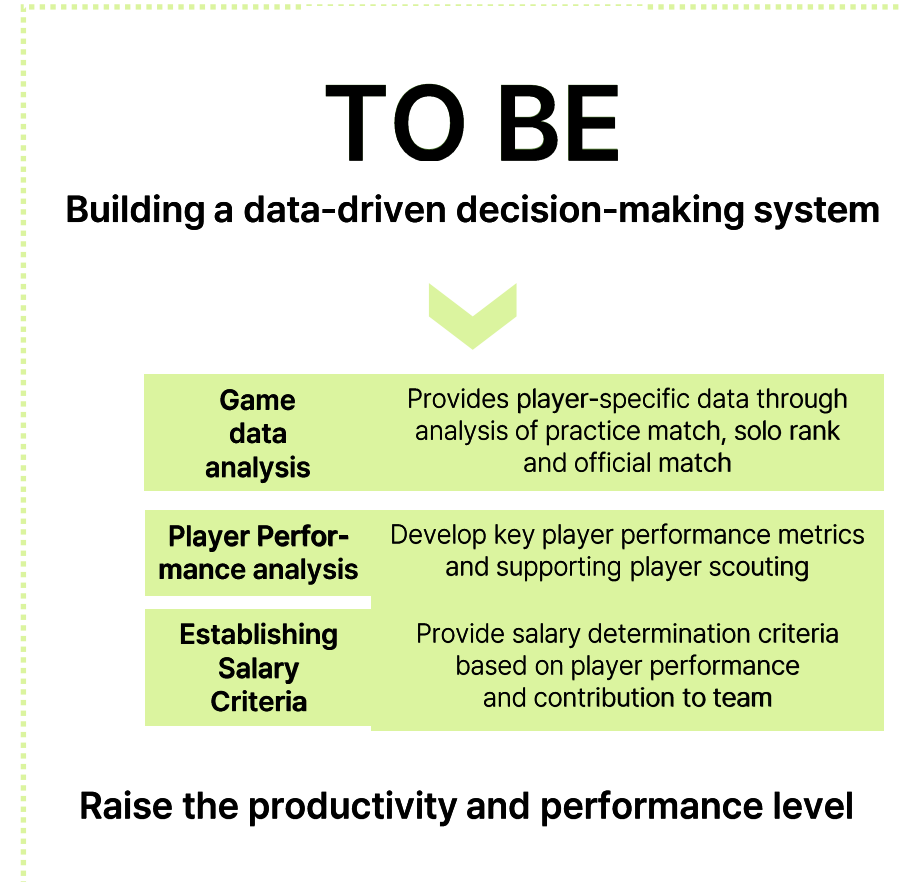 TO BE
Building a data-driven decision-making system
Game
data
analysis
Provides player-specific data through
analysis of practice match, solo rank
and official match
Player Perfor-
mance analysis
Develop key player performance metrics
and supporting player scouting
Establishing
Salary
Criteria
Provide salary determination criteria
based on player performance
and contribution to team
Raise the productivity and performance level